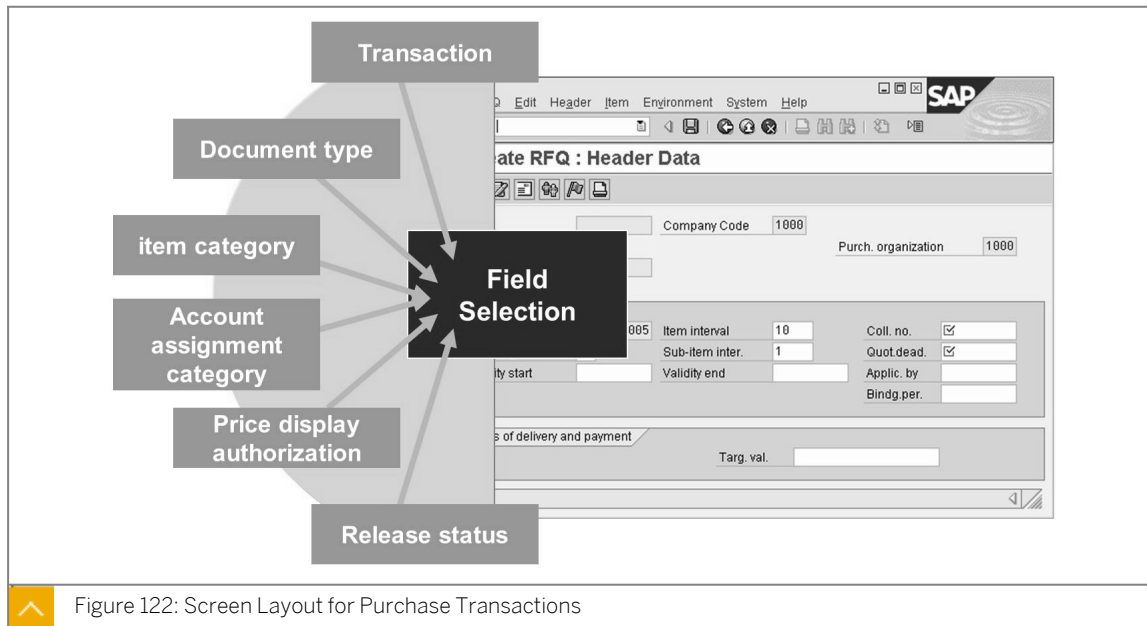 Transaction
Document type
item category
Account
assignment
category
Price display
authorization
Release status
Field
Selection
Edit Header Item Environment System Help
SAP
ate RFQ : Header Data
Company Code 1000
Purch. organization 1000
005 Item interval 10 Coll. no.
Sub-item inter. 1 Quot.dead.
ity start Validity end Applic. by
Bindg.per.
s of delivery and payment
Targ. val.
Figure 122: Screen Layout for Purchase Transactions